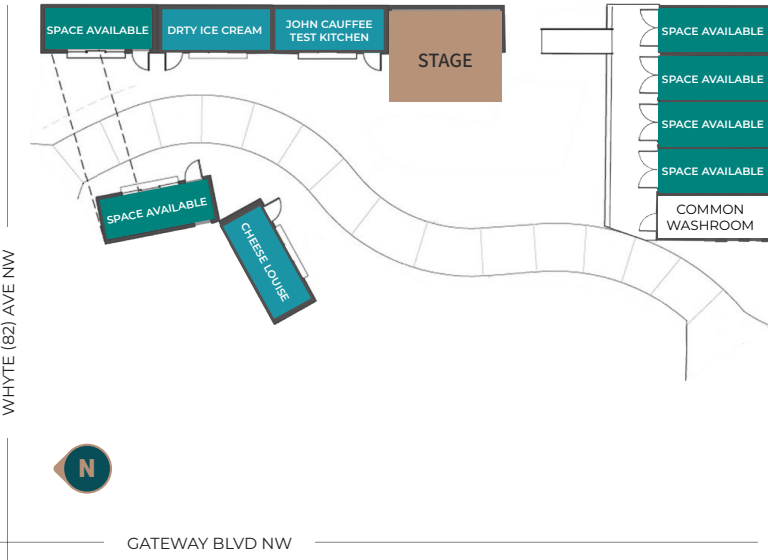 SPACE AVAILABLE
DRTY ICE CREAM
JOHN CAUFFEE
TEST KITCHEN
STAGE
SPACE AVAILABLE
SPACE AVAILABLE
SPACE AVAILABLE
SPACE AVAILABLE
COMMON
WASHROOM
SPACE AVAILABLE
CHEESE LOUISE
WHYTE (82) AVE NW
N
GATEWAY BLVD NW